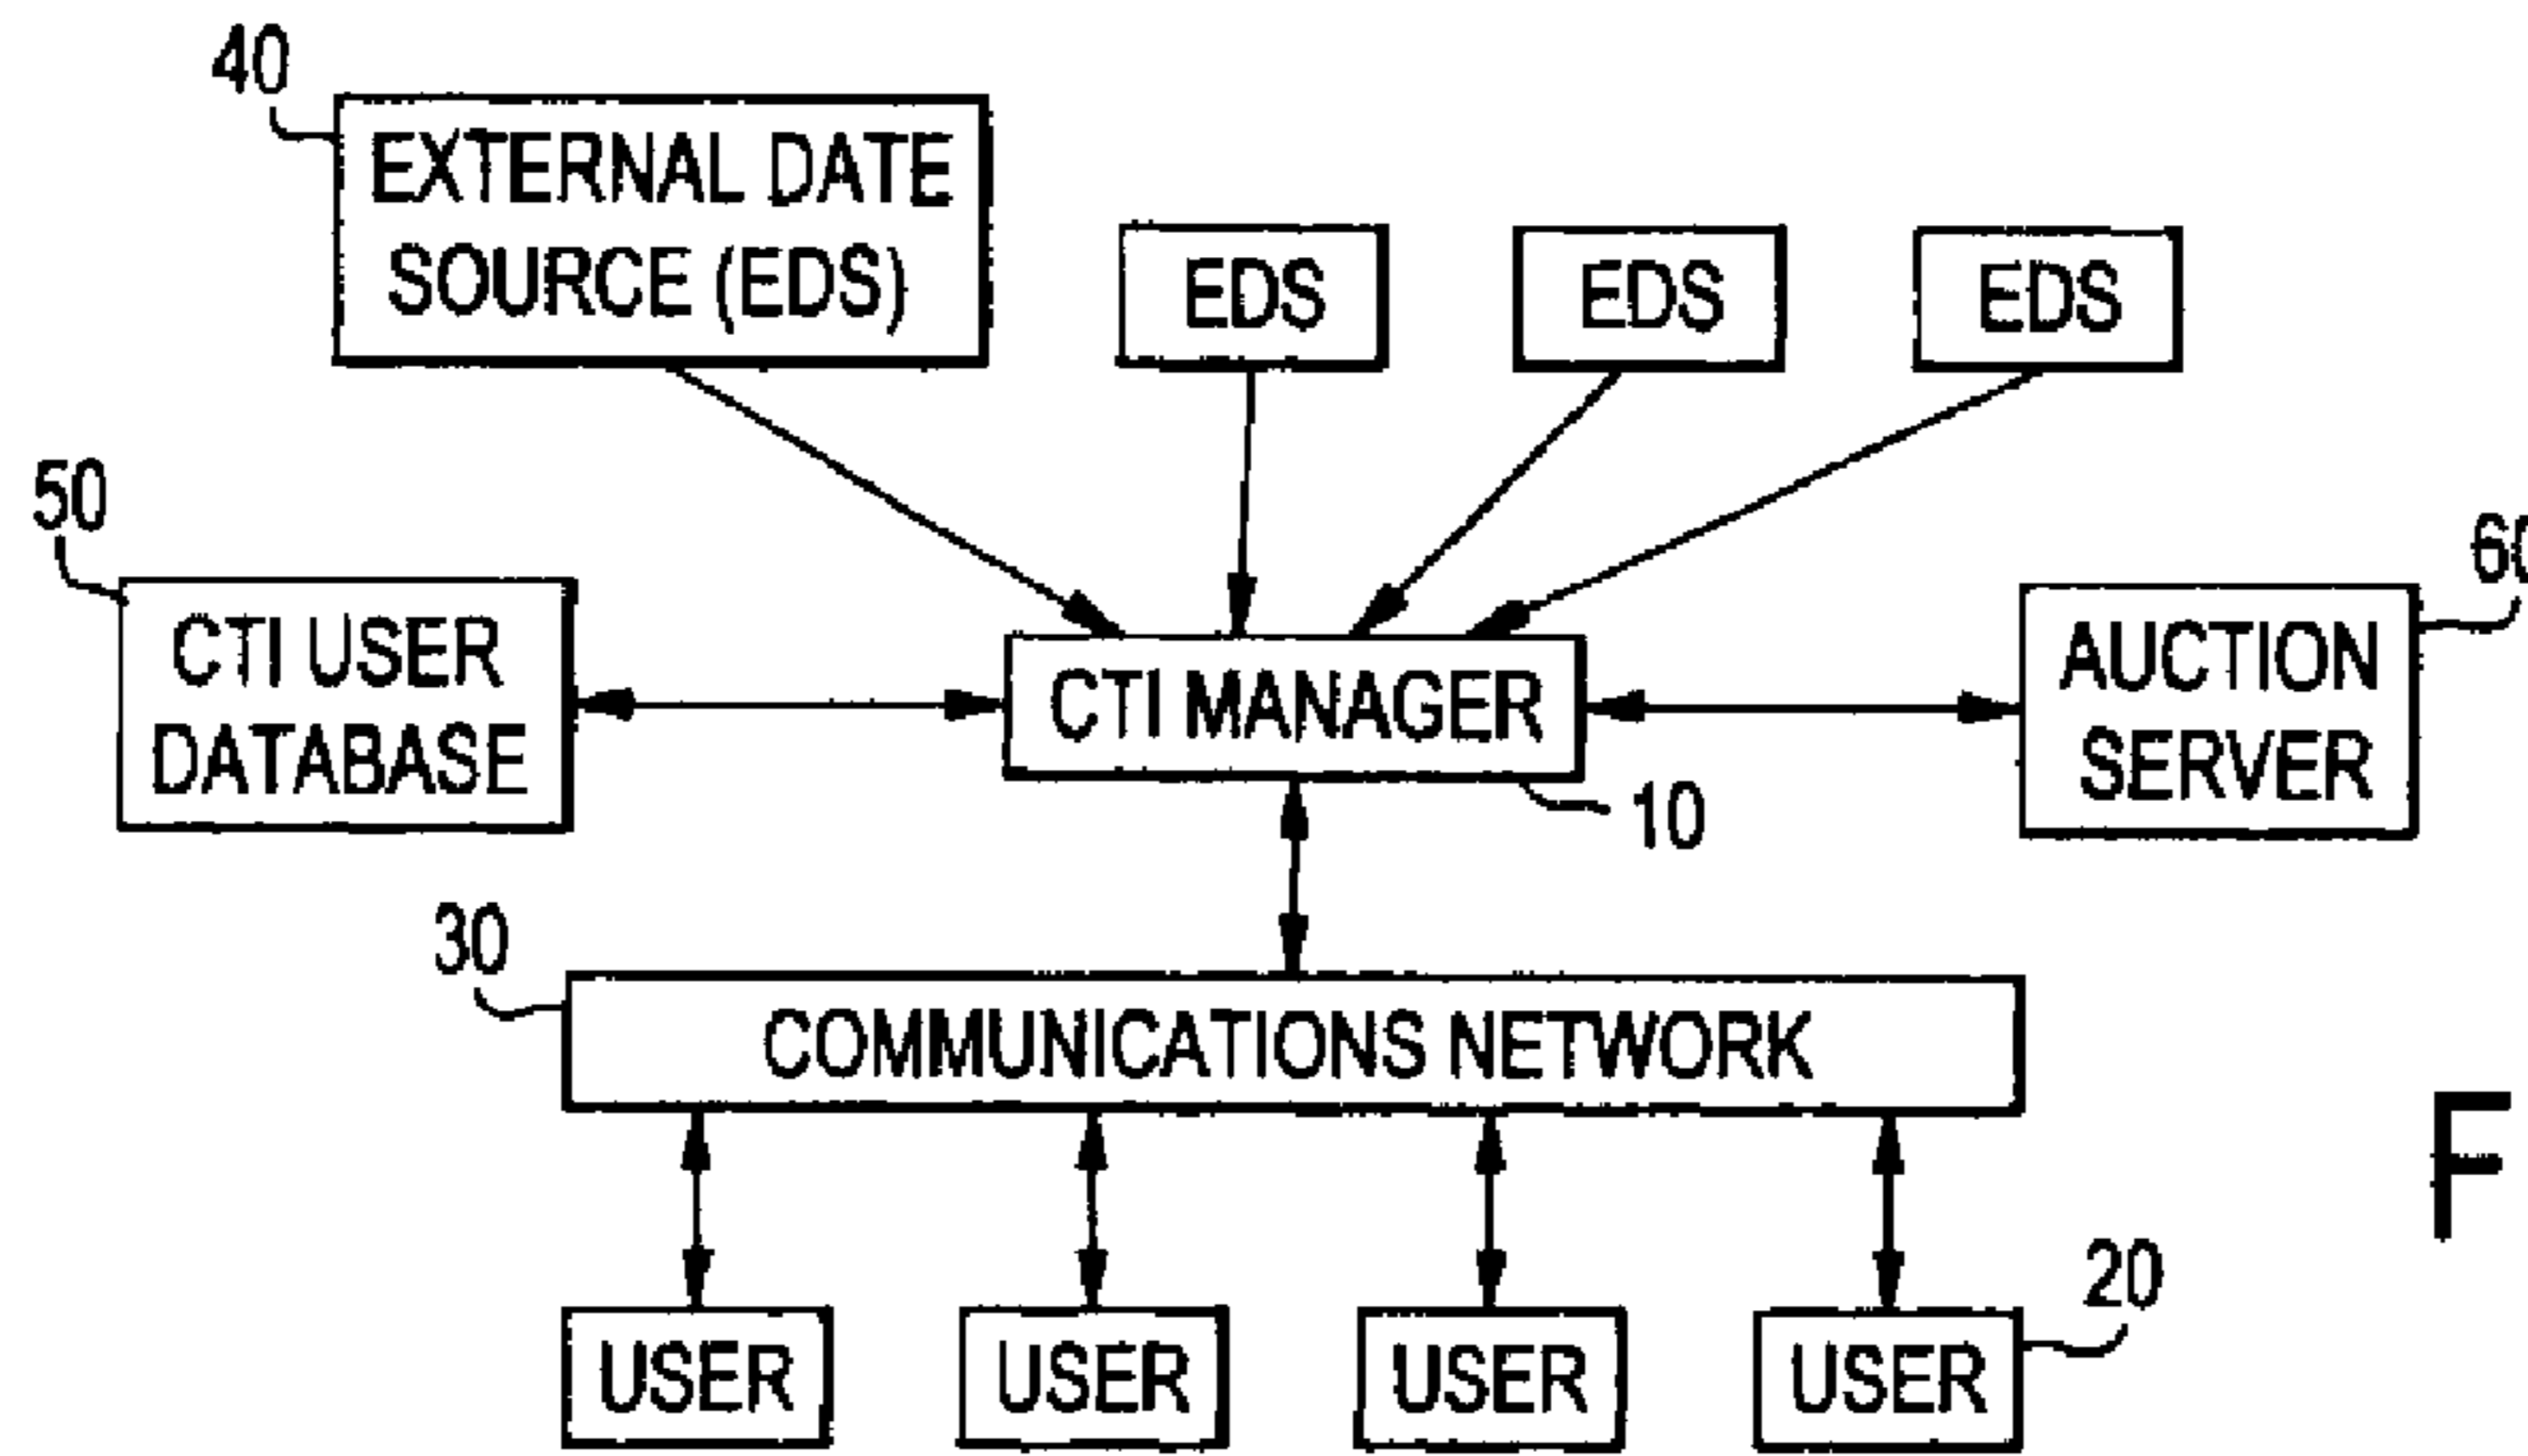 40
EXTERNAL DATE
SOURCE (EDS)
EDS
EDS
EDS
50
CTI USER
DATABASE
CTI MANAGER
10
AUCTION
SERVER
60
30
COMMUNICATIONS NETWORK
USER
USER
USER
USER
20
F